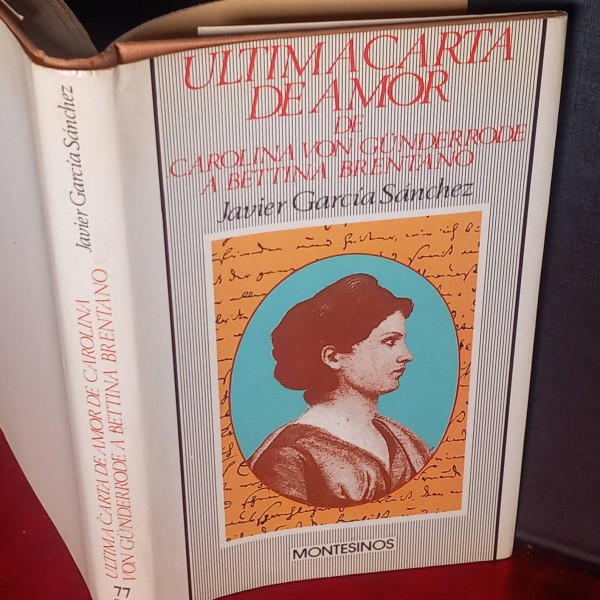 ULTIMA CARTA
DE AMOR
DE
CAROLINA VON GÜNDERRODE
A BETTINA BRENTANO
Javier García Sánchez
MONTESINOS
Javier García Sánchez
ULTIMA CARTA DE AMOR DE CAROLINA
VON GÜNDERRODE A BETTINA BRENTANO
77